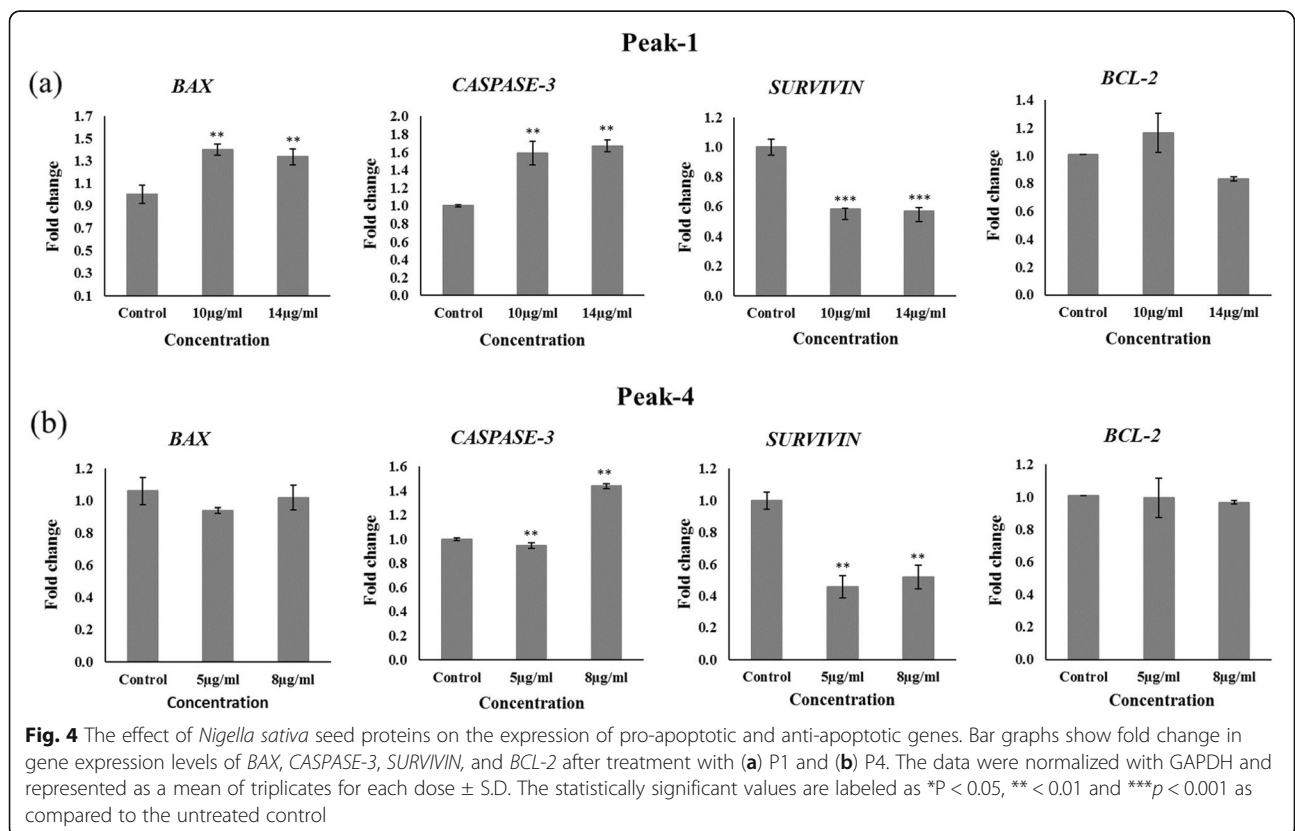 Peak-1
(a)
BAX
Fold change
1.7
1.5
1.3
1.1
0.9
0.7
0.5
0.3
0.1
** **
Control 10µg/ml 14µg/ml
Concentration
CASPASE-3
Fold change
2.0
1.8
1.6
1.4
1.2
1.0
0.8
0.6
0.4
0.2
0.0
** **
Control 10µg/ml 14µg/ml
Concentration
SURVIVIN
Fold change
1.2
1.0
0.8
0.6
0.4
0.2
0.0
*** ***
Control 10µg/ml 14µg/ml
Concentration
BCL-2
Fold change
1.4
1.2
1.0
0.8
0.6
0.4
0.2
0.0
Control 10µg/ml 14µg/ml
Concentration
Peak-4
(b)
BAX
Fold change
1.2
1.0
0.8
0.6
0.4
0.2
0.0
Control 5µg/ml 8µg/ml
Concentration
CASPASE-3
Fold change
1.6
1.4
1.2
1.0
0.8
0.6
0.4
0.2
0.0
** **
Control 5µg/ml 8µg/ml
Concentration
SURVIVIN
Fold change
1.2
1.0
0.8
0.6
0.4
0.2
0.0
** **
Control 5µg/ml 8µg/ml
Concentration
BCL-2
Fold change
1.2
1.0
0.8
0.6
0.4
0.2
0.0
Control 5µg/ml 8µg/ml
Concentration
Fig. 4 The effect of Nigella sativa seed proteins on the expression of pro-apoptotic and anti-apoptotic genes. Bar graphs show fold change in
gene expression levels of BAX, CASPASE-3, SURVIVIN, and BCL-2 after treatment with (a) P1 and (b) P4. The data were normalized with GAPDH and
represented as a mean of triplicates for each dose ± S.D. The statistically significant values are labeled as *P < 0.05, ** < 0.01 and ***p < 0.001 as
compared to the untreated control